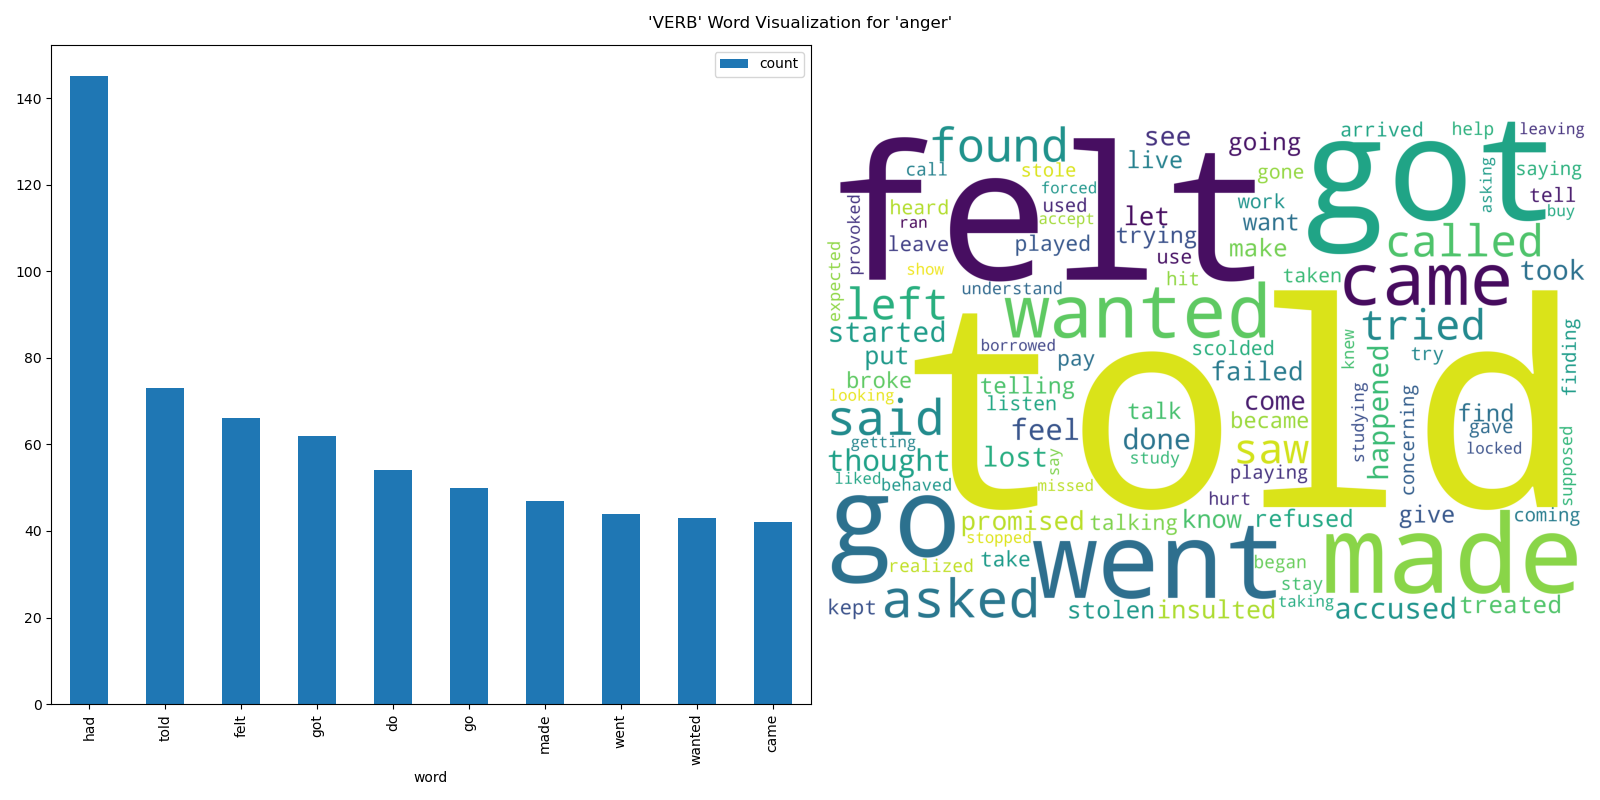 'VERB' Word Visualization for 'anger'
count
140
120
100
80
60
40
20
0
had told felt got do go made went wanted came
word
found see going arrived help leaving
felt got
call stole live gone asking saying
forced tell
provoked heard used work buy
ran accept let want
leave played trying make called
show use
expected understand hit taken came took
left wanted
started borrowed tried
put pay scolded knew try finding
broke telling failed happened
looking listen told come
said feel talk became studying concerning find
getting done saw gave
thought lost say study playing locked
liked behaved missed hurt supposed
go promised talking know refused give coming
stopped went made
realized take began
stay
kept asked stolen insulted taking accused treated